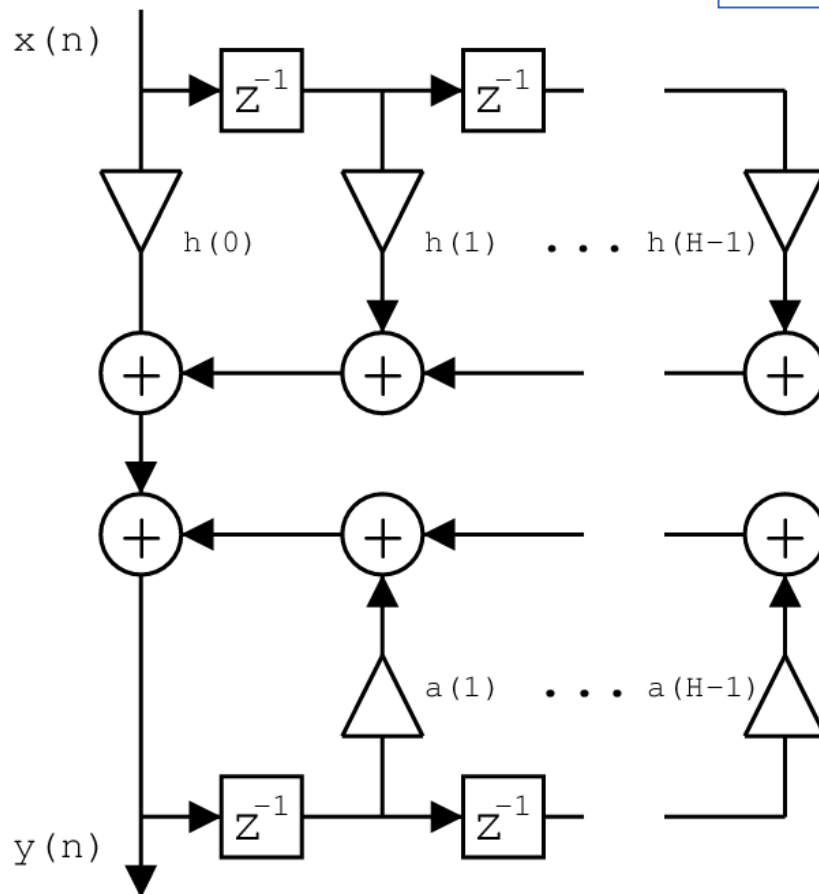 x(n)
z⁻¹ z⁻¹
h(0) h(1) ... h(H−1)
+ + +
+ + +
a(1) ... a(H−1)
z⁻¹ z⁻¹
y(n)